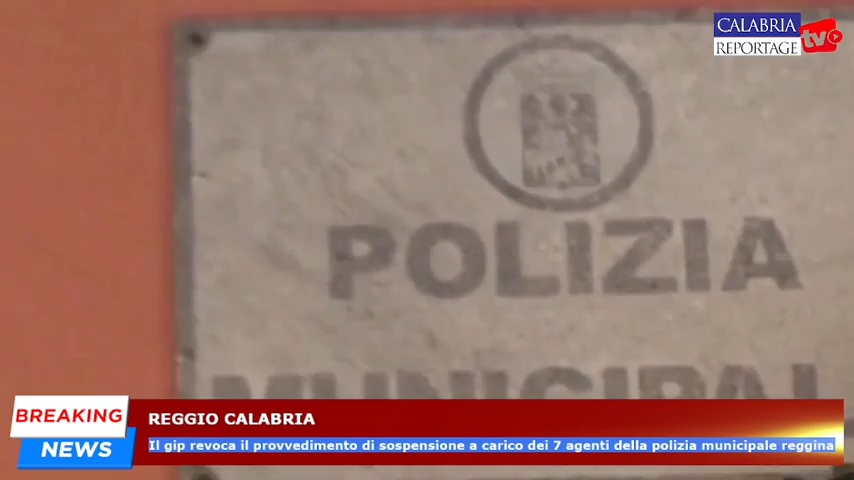 CALABRIA
REPORTAGE tv
POLIZIA
MUNICIPAL
BREAKING
NEWS
REGGIO CALABRIA
Il gip revoca il provvedimento di sospensione a carico dei 7 agenti della polizia municipale reggina